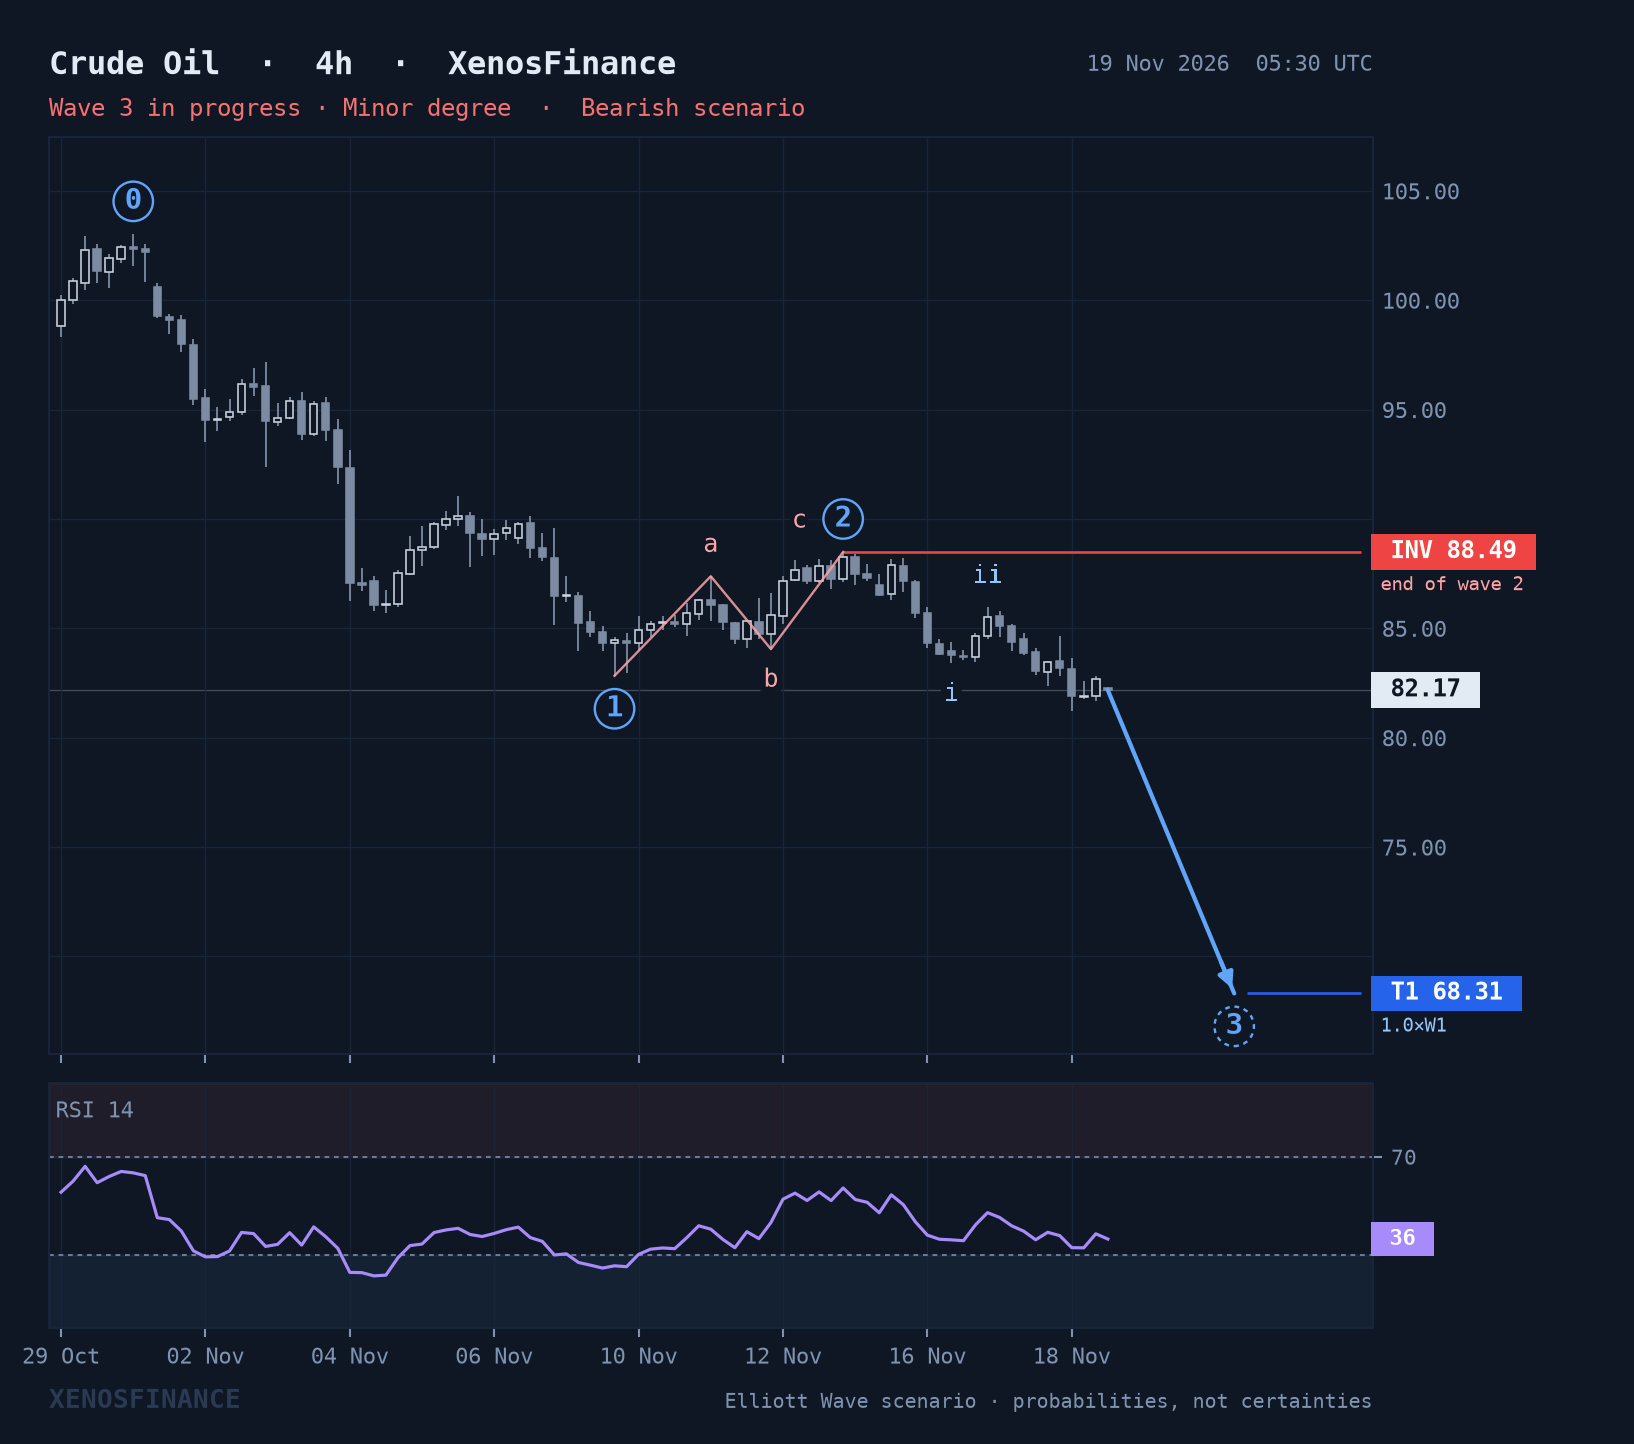 Crude Oil · 4h · XenosFinance
19 Nov 2026 05:30 UTC
Wave 3 in progress · Minor degree · Bearish scenario
0
105.00
100.00
95.00
a
c
2
INV 88.49
end of wave 2
ii
85.00
b
i
1
82.17
80.00
75.00
T1 68.31
3
1.0×W1
RSI 14
70
36
29 Oct
02 Nov
04 Nov
06 Nov
10 Nov
12 Nov
16 Nov
18 Nov
XENOSFINANCE
Elliott Wave scenario · probabilities, not certainties